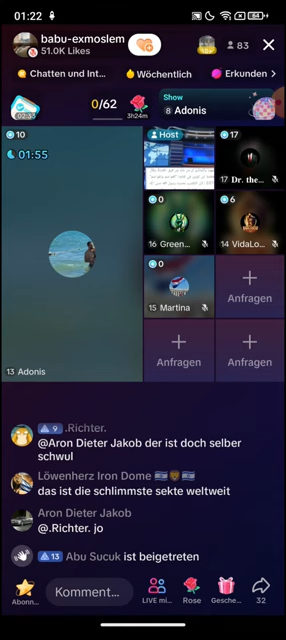 01:22
64
babu-exmoslem
51.0K Likes
83
Chatten und Int...
Wöchentlich
Erkunden
02:33
0/62
3h24m
Show
8 Adonis
10
01:55
Host
17
17 Dr. the...
0
16 Green...
6
14 VidaLo...
0
15 Martina
Anfragen
Anfragen
Anfragen
13 Adonis
9 .Richter.
@Aron Dieter Jakob der ist doch selber
schwul
Löwenherz Iron Dome
das ist die schlimmste sekte weltweit
Aron Dieter Jakob
@.Richter. jo
13 Abu Sucuk ist beigetreten
Abonn...
Komment...
LIVE mi...
Rose
Gesche...
32